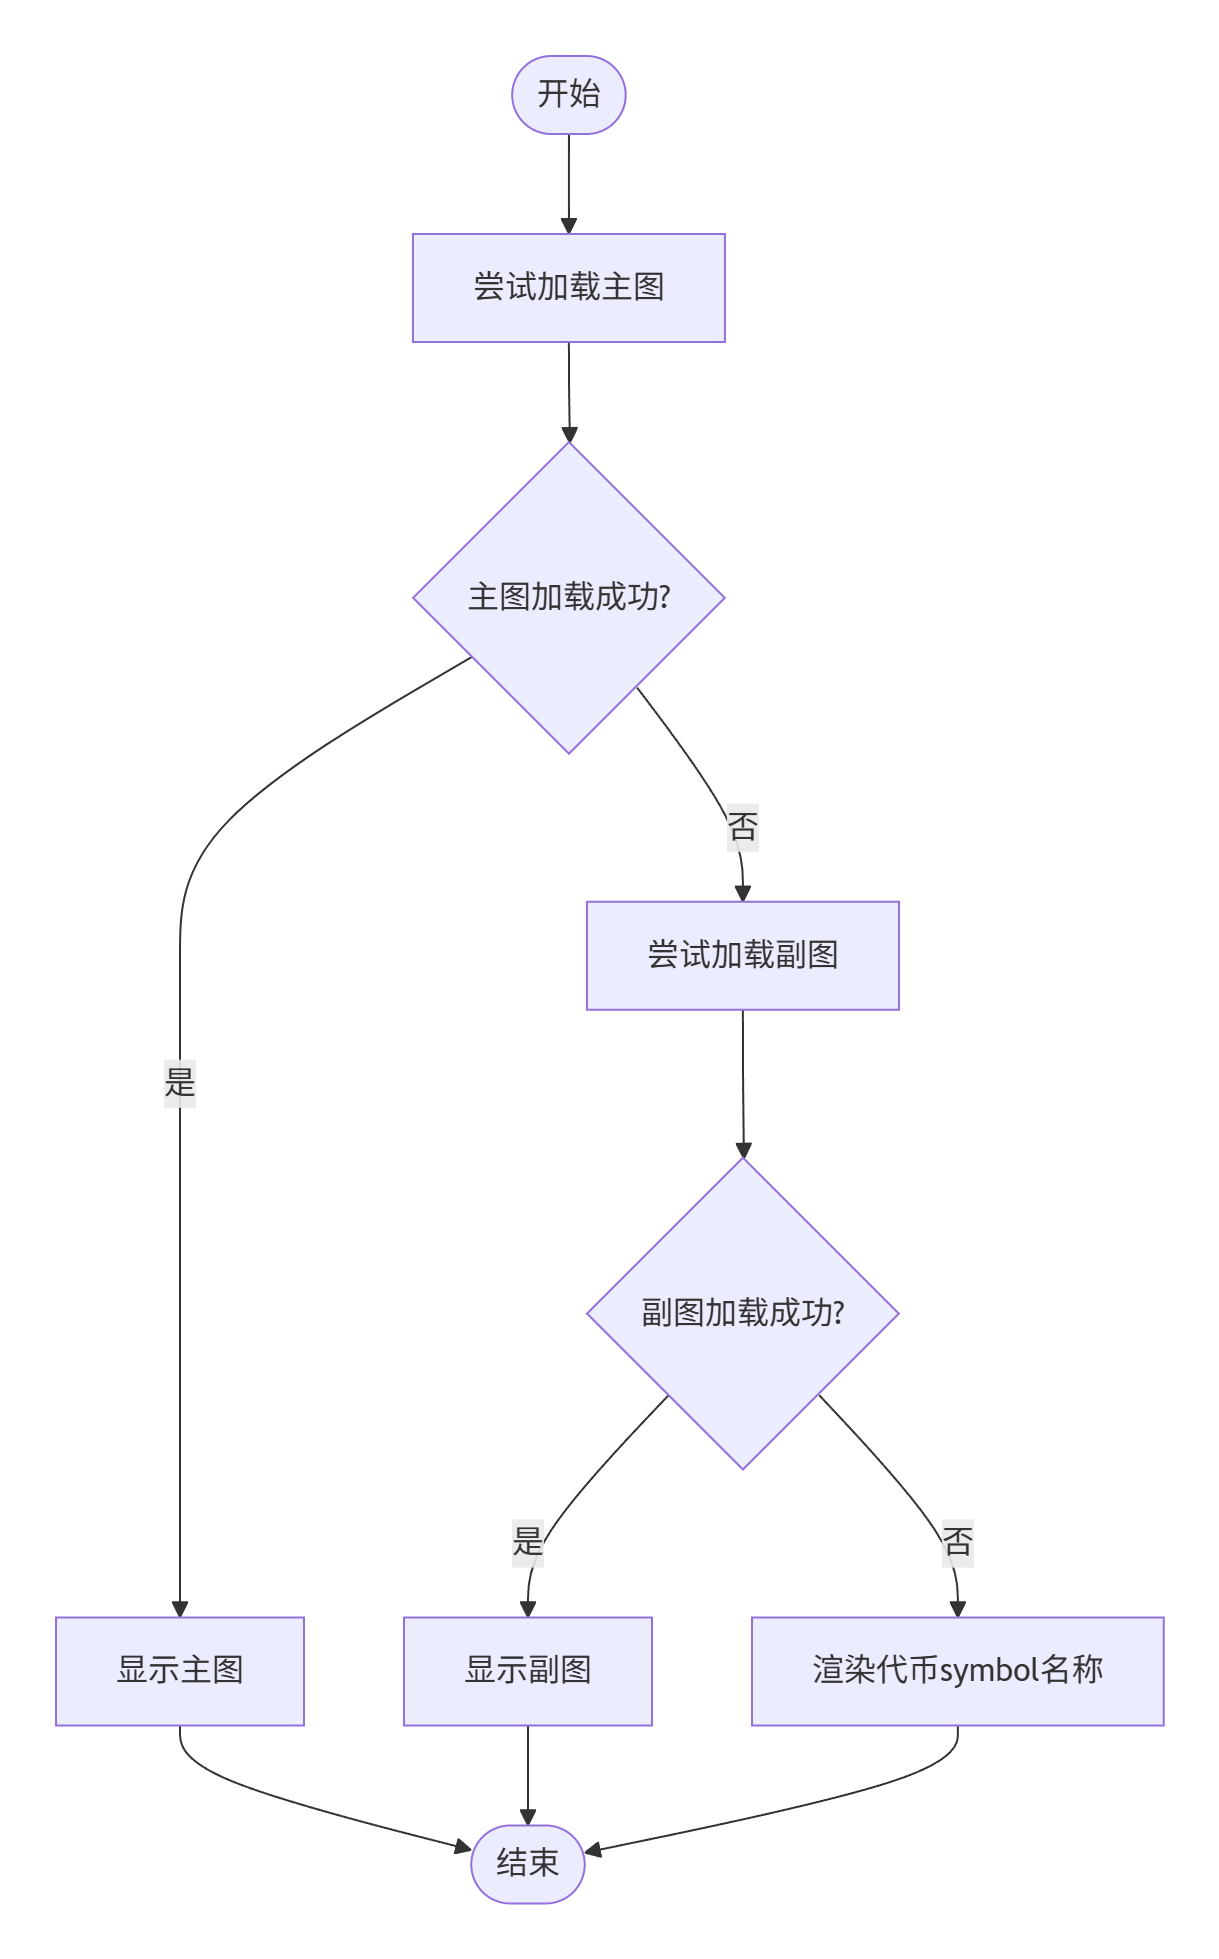 开始
尝试加载主图
主图加载成功?
否
尝试加载副图
是
副图加载成功?
是
否
显示主图
显示副图
渲染代币symbol名称
结束